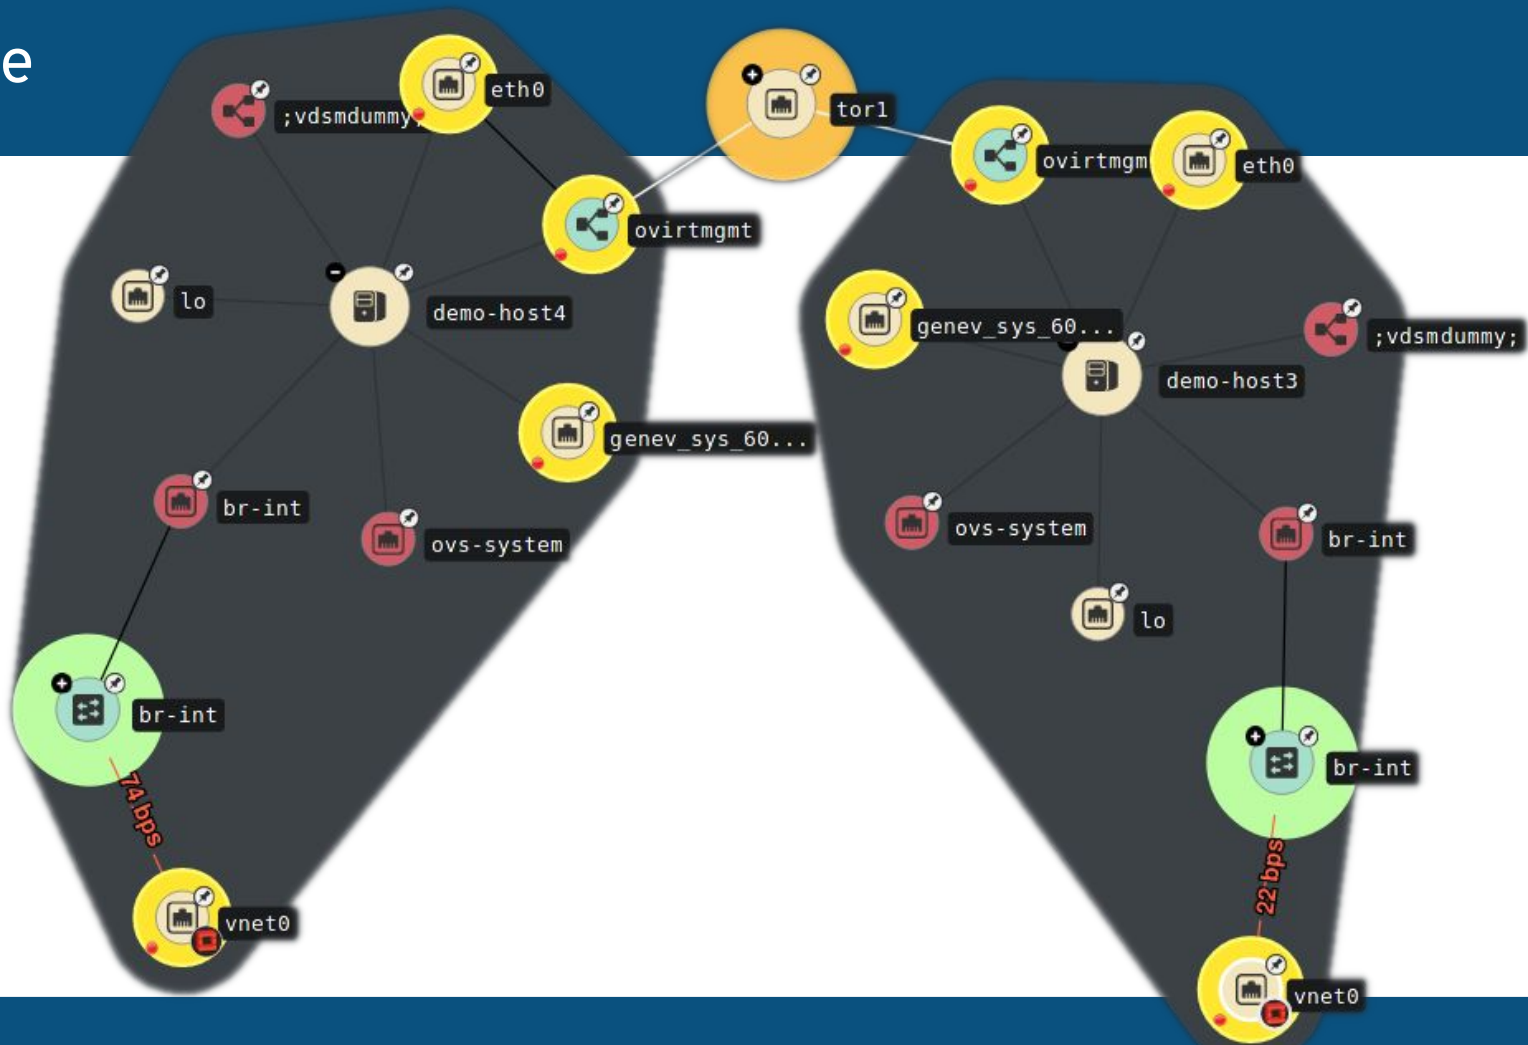 e
eth0
;vdsmdummy;
tor1
ovirtmgm
eth0
ovirtmgmt
lo
demo-host4
genev_sys_60...
;vdsmdummy;
demo-host3
genev_sys_60...
br-int
ovs-system
ovs-system
br-int
lo
br-int
74 bps
br-int
22 bps
vnet0
vnet0